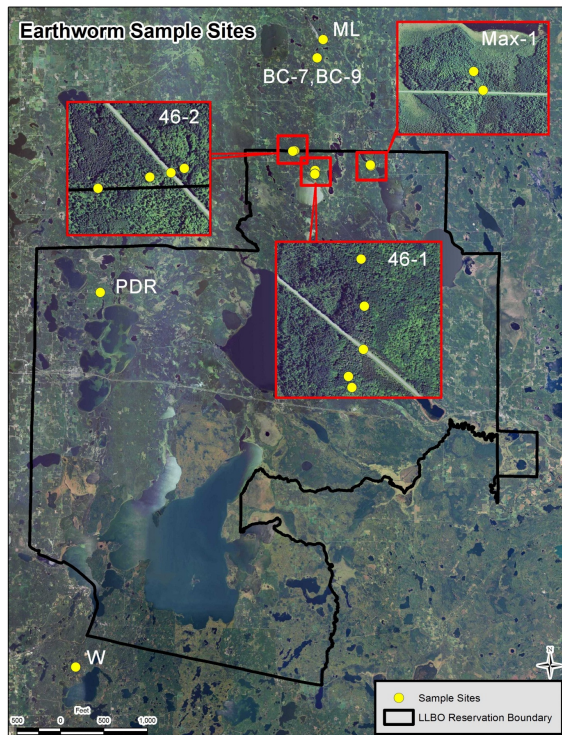 Earthworm Sample Sites
ML
BC-7,BC-9
Max-1
46-2
46-1
PDR
W
N
Feet
500 0 500 1,000
Sample Sites
LLBO Reservation Boundary